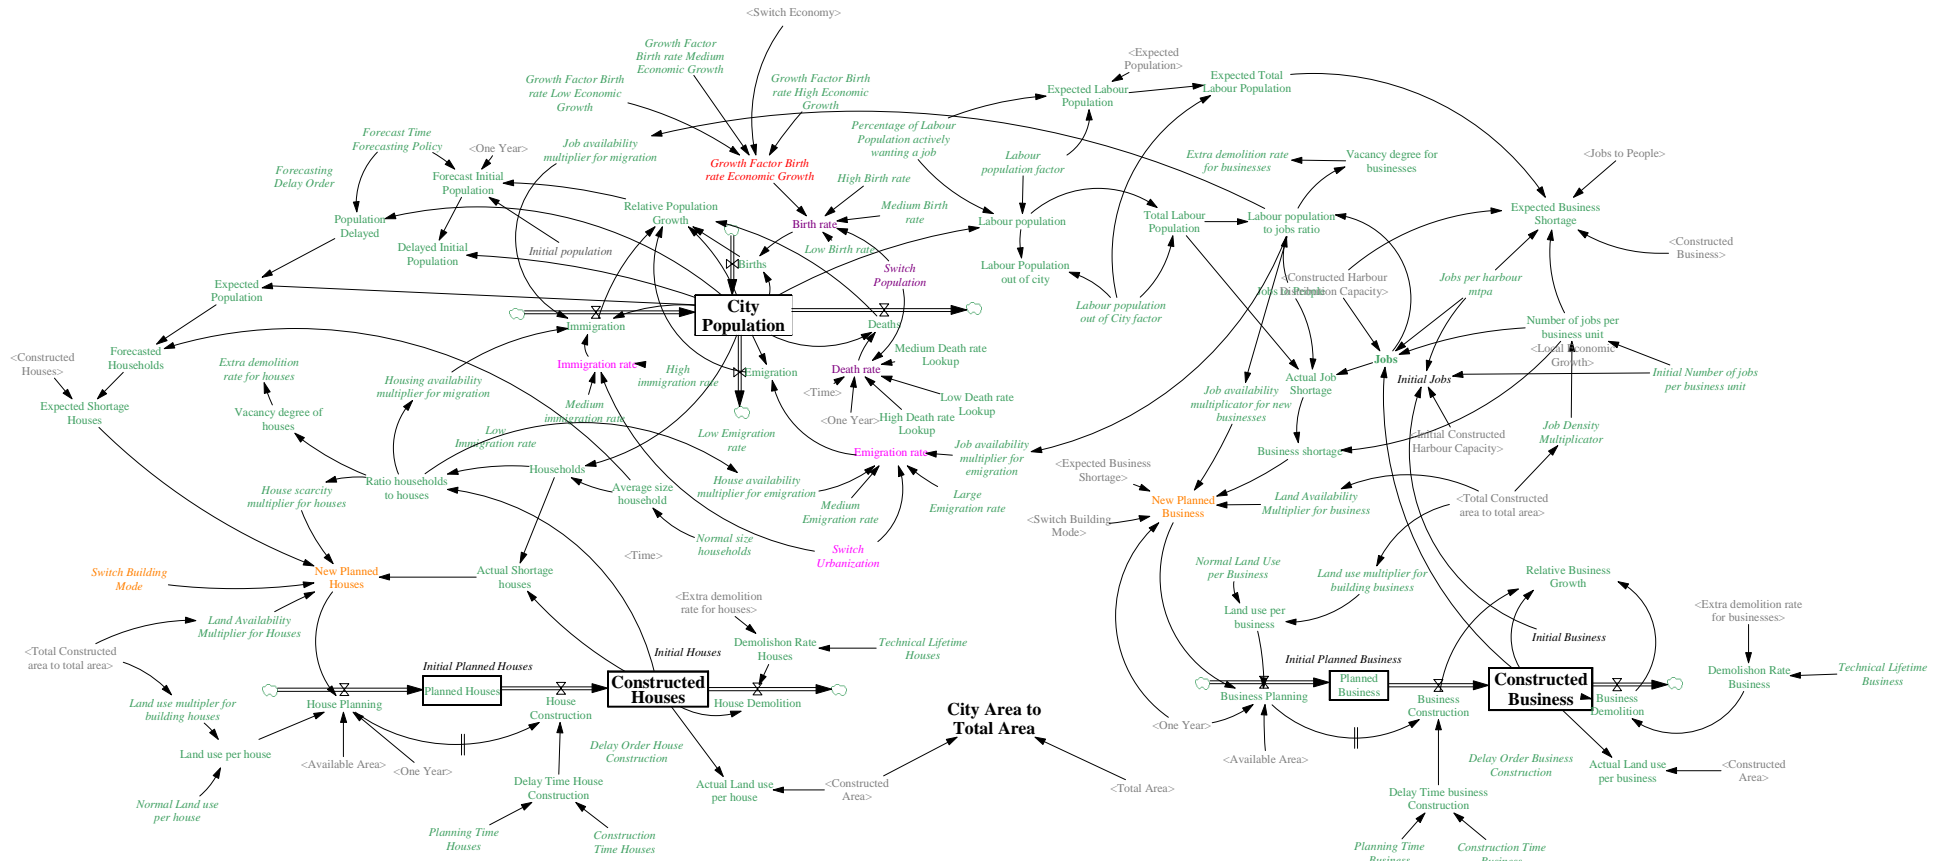 <Switch Economy>
Growth Factor
Birth rate Medium
Economic Growth
Growth Factor Birth
rate Low Economic
Growth
Growth Factor Birth
rate High Economic
Growth
<Expected
Population>
Expected Labour
Population
Expected Total
Labour Population
Forecast Time
Forecasting Policy
<One Year>
Job availability
multiplier for migration
Percentage of Labour
Population actively
wanting a job
Labour
population factor
Extra demolition rate
for businesses
Vacancy degree for
businesses
<Jobs to People>
Forecasting
Delay Order
Forecast Initial
Population
Growth Factor Birth
rate Economic Growth
High Birth rate
Population
Delayed
Relative Population
Growth
Birth rate
Medium Birth
rate
Labour population
Total Labour
Population
Labour population
to jobs ratio
Expected Business
Shortage
Delayed Initial
Population
Initial population
Births
Low Birth rate
Labour Population
out of city
<Constructed
Business>
Switch
Population
Expected
Population
<Constructed Harbour
Distribution Capacity>
Jobs to People
Jobs per harbour
mtpa
City
Population
Labour population
out of City factor
Immigration
Deaths
Number of jobs per
business unit
<Local Economic
Growth>
<Constructed
Houses>
Forecasted
Households
Extra demolition
rate for houses
Housing availability
multiplier for migration
Immigration rate
High
immigration rate
Emigration
Death rate
Medium Death rate
Lookup
Jobs
Initial Jobs
Initial Number of jobs
per business unit
Actual Job
Shortage
<Time>
Low Death rate
Lookup
High Death rate
Lookup
<One Year>
Job availability
multiplicator for new
businesses
Expected Shortage
Houses
Vacancy degree of
houses
Medium
immigration rate
Low
Immigration rate
Low Emigration
rate
Emigration rate
Job availability
multiplier for
emigration
<Initial Constructed
Harbour Capacity>
Job Density
Multiplicator
Business shortage
Ratio households
to houses
Households
House availability
multiplier for emigration
<Expected Business
Shortage>
House scarcity
multiplier for houses
Average size
household
Medium
Emigration rate
Large
Emigration rate
New Planned
Business
Land Availability
Multiplier for business
<Total Constructed
area to total area>
<Switch Building
Mode>
Normal size
households
<Time>
Switch
Urbanization
Switch Building
Mode
New Planned
Houses
Actual Shortage
houses
Normal Land Use
per Business
Land use multiplier for
building business
Relative Business
Growth
Land Availability
Multiplier for Houses
<Extra demolition
rate for houses>
Land use per
business
<Extra demolition rate
for businesses>
<Total Constructed
area to total area>
Initial Planned Houses
Initial Houses
Demolishon Rate
Houses
Technical Lifetime
Houses
Initial Planned Business
Initial Business
Planned Houses
Constructed
Houses
Planned
Business
Constructed
Business
Demolishon Rate
Business
Technical Lifetime
Business
Land use multipler for
building houses
House Planning
House
Construction
House Demolition
Business Planning
Business
Construction
Business
Demolition
City Area to
Total Area
<One Year>
Land use per house
<Available Area>
<One Year>
Delay Order House
Construction
<Available Area>
Delay Order Business
Construction
Actual Land use
per business
<Constructed
Area>
Normal Land use
per house
Delay Time House
Construction
Actual Land use
per house
<Constructed
Area>
<Total Area>
Delay Time business
Construction
Planning Time
Houses
Construction
Time Houses
Planning Time
Business
Construction Time
Business